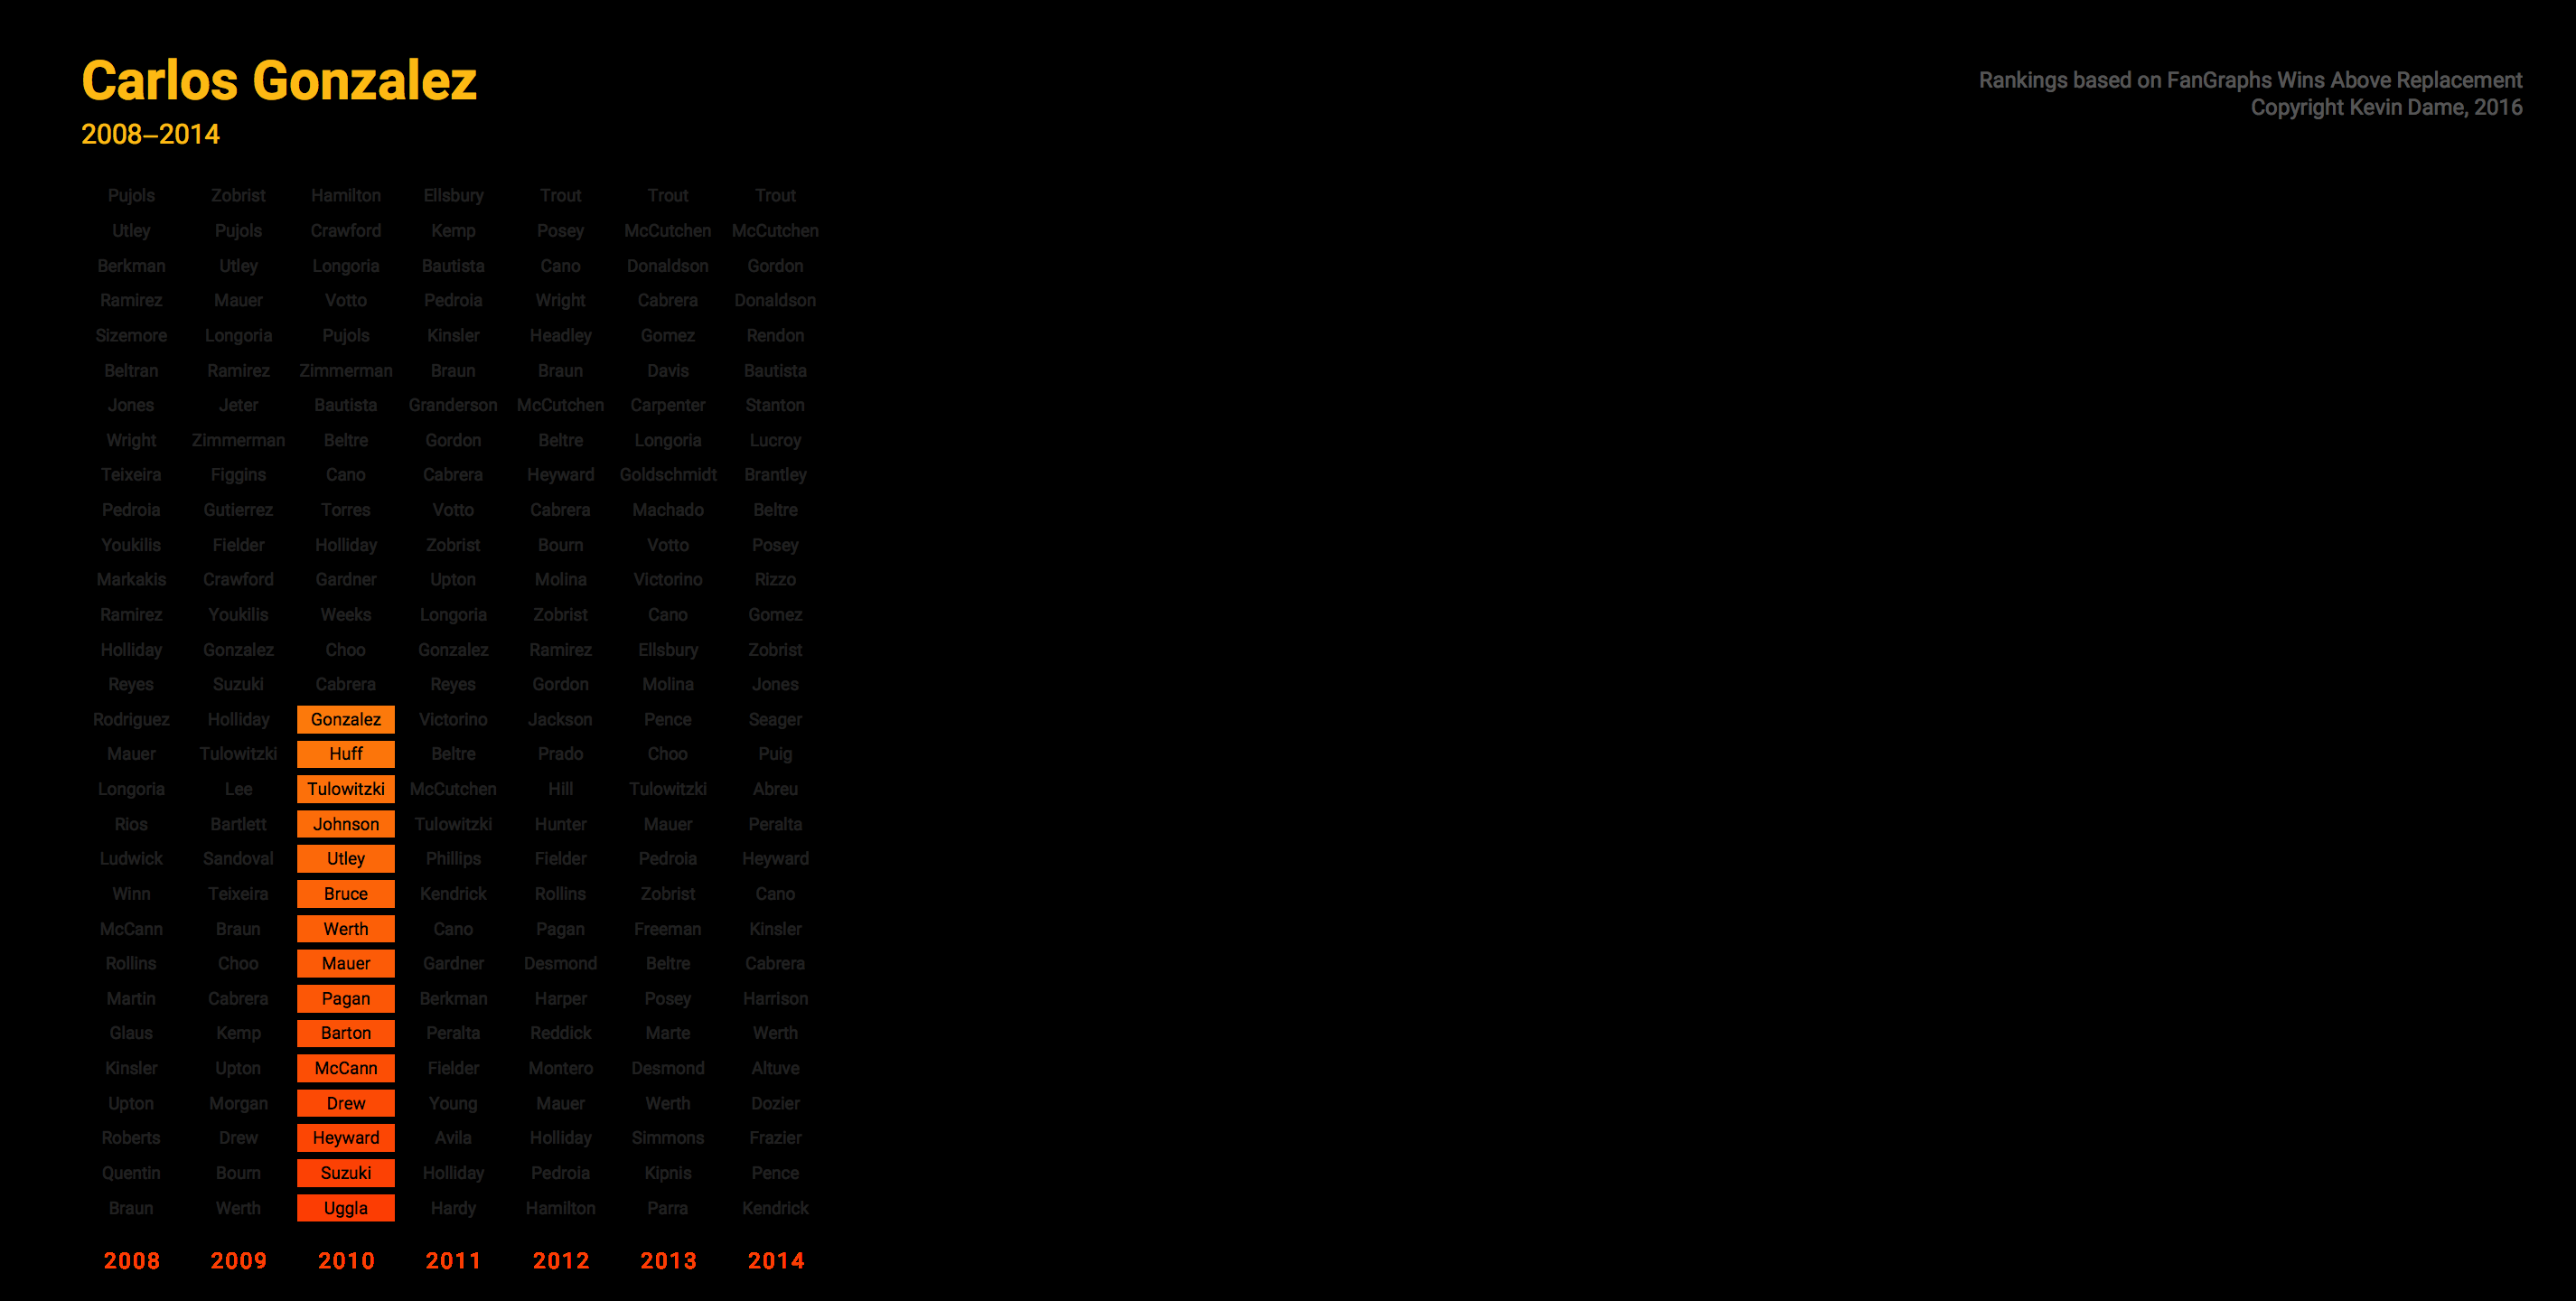 Carlos Gonzalez
2008–2014
Rankings based on FanGraphs Wins Above Replacement
Copyright Kevin Dame, 2016
Pujols Zobrist Hamilton Ellsbury Trout Trout Trout
Utley Pujols Crawford Kemp Posey McCutchen McCutchen
Berkman Utley Longoria Bautista Cano Donaldson Gordon
Ramirez Mauer Votto Pedroia Wright Cabrera Donaldson
Sizemore Longoria Pujols Kinsler Headley Gomez Rendon
Beltran Ramirez Zimmerman Braun Braun Davis Bautista
Jones Jeter Bautista Granderson McCutchen Carpenter Stanton
Wright Zimmerman Beltre Gordon Beltre Longoria Lucroy
Teixeira Figgins Cano Cabrera Heyward Goldschmidt Brantley
Pedroia Gutierrez Torres Votto Cabrera Machado Beltre
Youkilis Fielder Holliday Zobrist Bourn Votto Posey
Markakis Crawford Gardner Upton Molina Victorino Rizzo
Ramirez Youkilis Weeks Longoria Zobrist Cano Gomez
Holliday Gonzalez Choo Gonzalez Ramirez Ellsbury Zobrist
Reyes Suzuki Cabrera Reyes Gordon Molina Jones
Rodriguez Holliday Gonzalez Victorino Jackson Pence Seager
Mauer Tulowitzki Huff Beltre Prado Choo Puig
Longoria Lee Tulowitzki McCutchen Hill Tulowitzki Abreu
Rios Bartlett Johnson Tulowitzki Hunter Mauer Peralta
Ludwick Sandoval Utley Phillips Fielder Pedroia Heyward
Winn Teixeira Bruce Kendrick Rollins Zobrist Cano
McCann Braun Werth Cano Pagan Freeman Kinsler
Rollins Choo Mauer Gardner Desmond Beltre Cabrera
Martin Cabrera Pagan Berkman Harper Posey Harrison
Glaus Kemp Barton Peralta Reddick Marte Werth
Kinsler Upton McCann Fielder Montero Desmond Altuve
Upton Morgan Drew Young Mauer Werth Dozier
Roberts Drew Heyward Avila Holliday Simmons Frazier
Quentin Bourn Suzuki Holliday Pedroia Kipnis Pence
Braun Werth Uggla Hardy Hamilton Parra Kendrick
2008 2009 2010 2011 2012 2013 2014